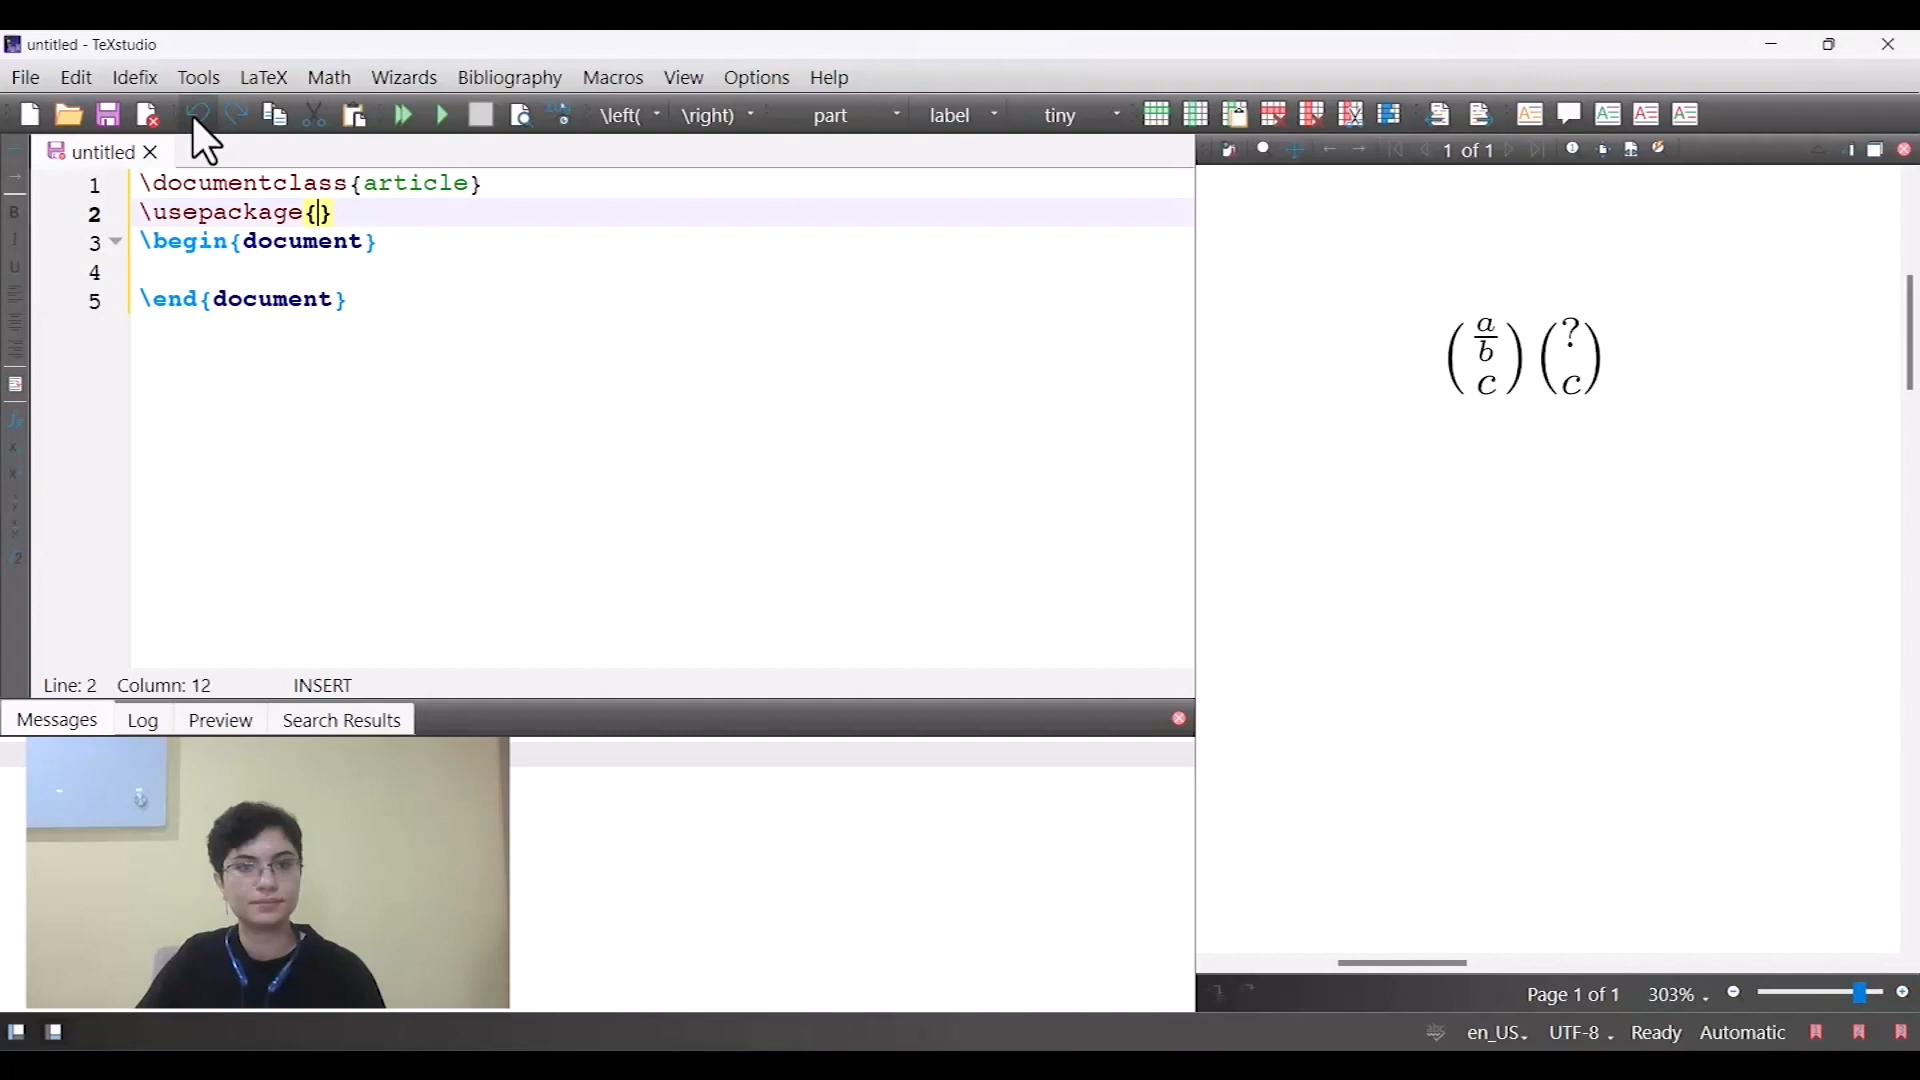 untitled - TeXstudio
File Edit Idefix Tools LaTeX Math Wizards Bibliography Macros View Options Help
\left( \right) part label tiny
untitled
1 of 1
1 \documentclass{article}
2 \usepackage{}
3 \begin{document}
4
5 \end{document}
a
b
c
?
c
Line: 2 Column: 12 INSERT
Messages Log Preview Search Results
Page 1 of 1 303%
en_US UTF-8 Ready Automatic